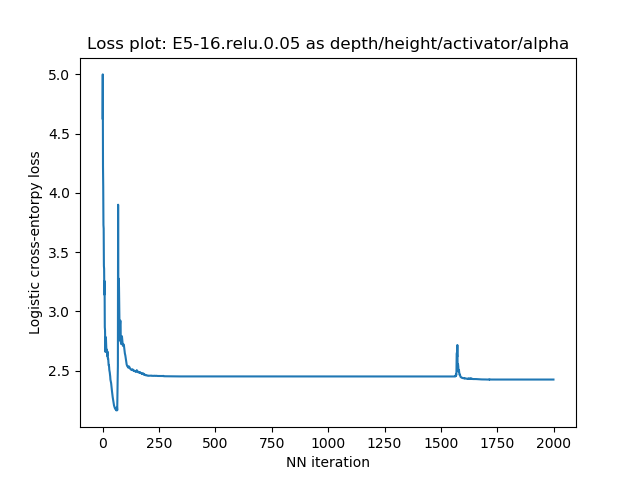 Loss plot: E5-16.relu.0.05 as depth/height/activator/alpha
5.0
4.5
4.0
3.5
3.0
2.5
Logistic cross-entorpy loss
0 250 500 750 1000 1250 1500 1750 2000
NN iteration